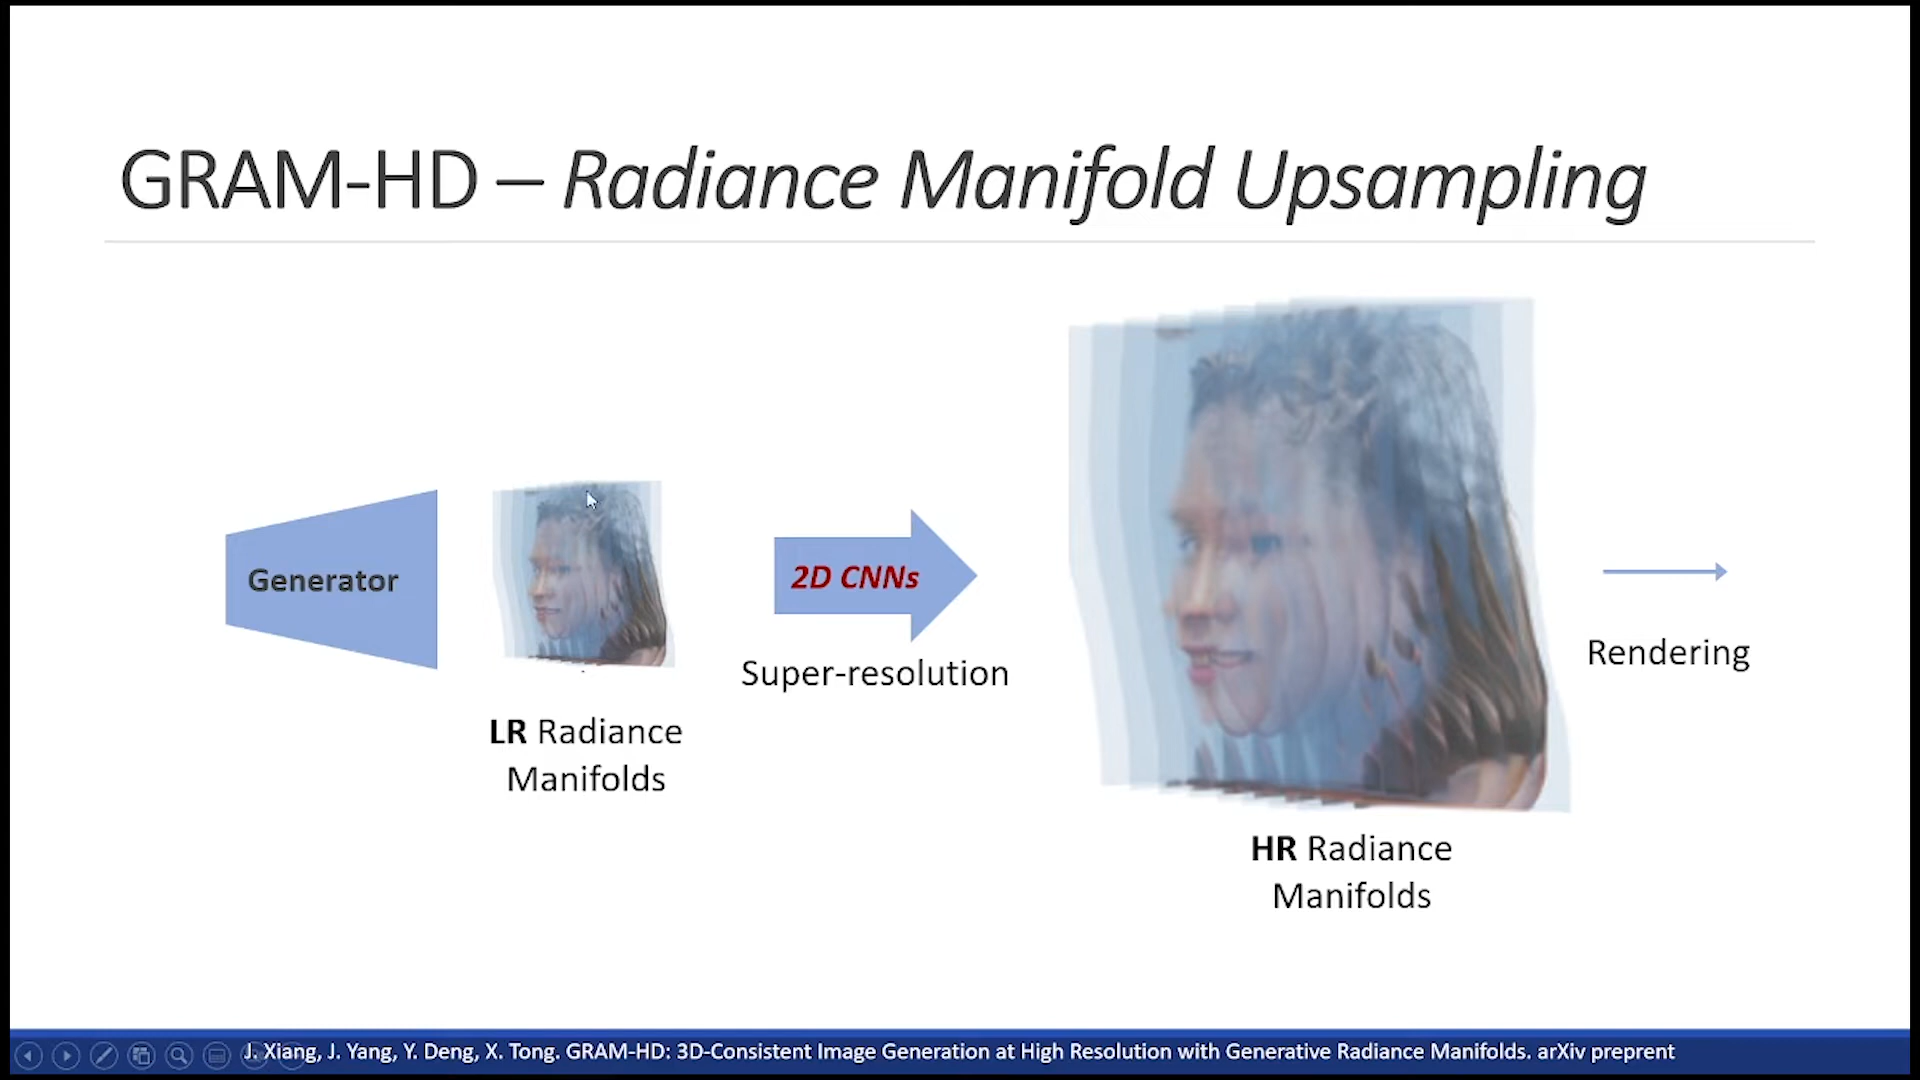 GRAM-HD – Radiance Manifold Upsampling
Generator
2D CNNs
Super-resolution
LR Radiance
Manifolds
HR Radiance
Manifolds
Rendering
J. Xiang, J. Yang, Y. Deng, X. Tong. GRAM-HD: 3D-Consistent Image Generation at High Resolution with Generative Radiance Manifolds. arXiv preprent